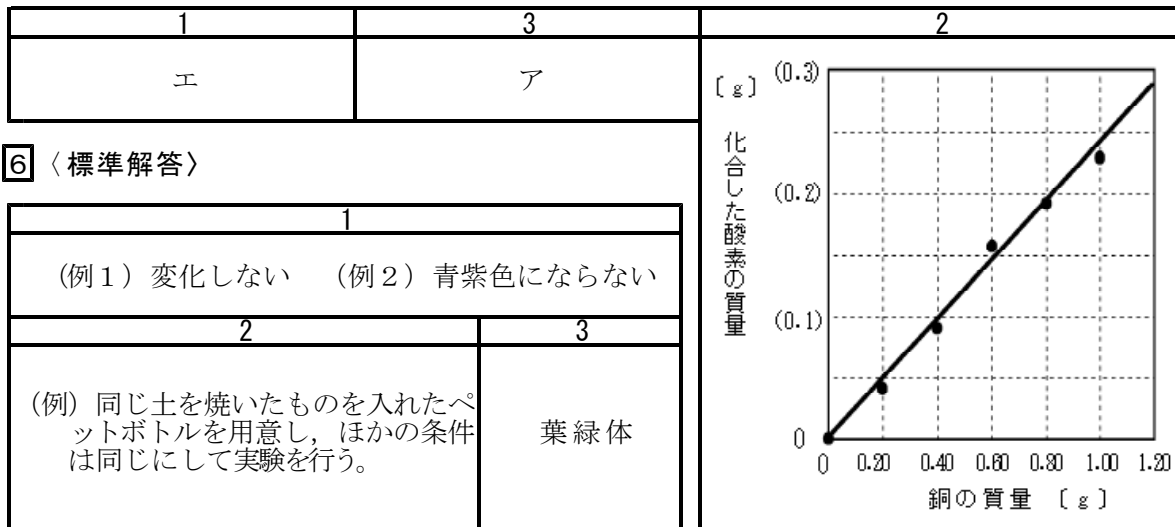 1 3 2
エ ア
6 〈標準解答〉
1
(例1) 変化しない (例2) 青紫色にならない
2 3
(例) 同じ土を焼いたものを入れたペ
ットボトルを用意し，ほかの条件
は同じにして実験を行う。
葉緑体
〔g〕
化合した酸素の質量
(0.3)
(0.2)
(0.1)
0
0 0.20 0.40 0.60 0.80 1.00 1.20
銅の質量 〔g〕